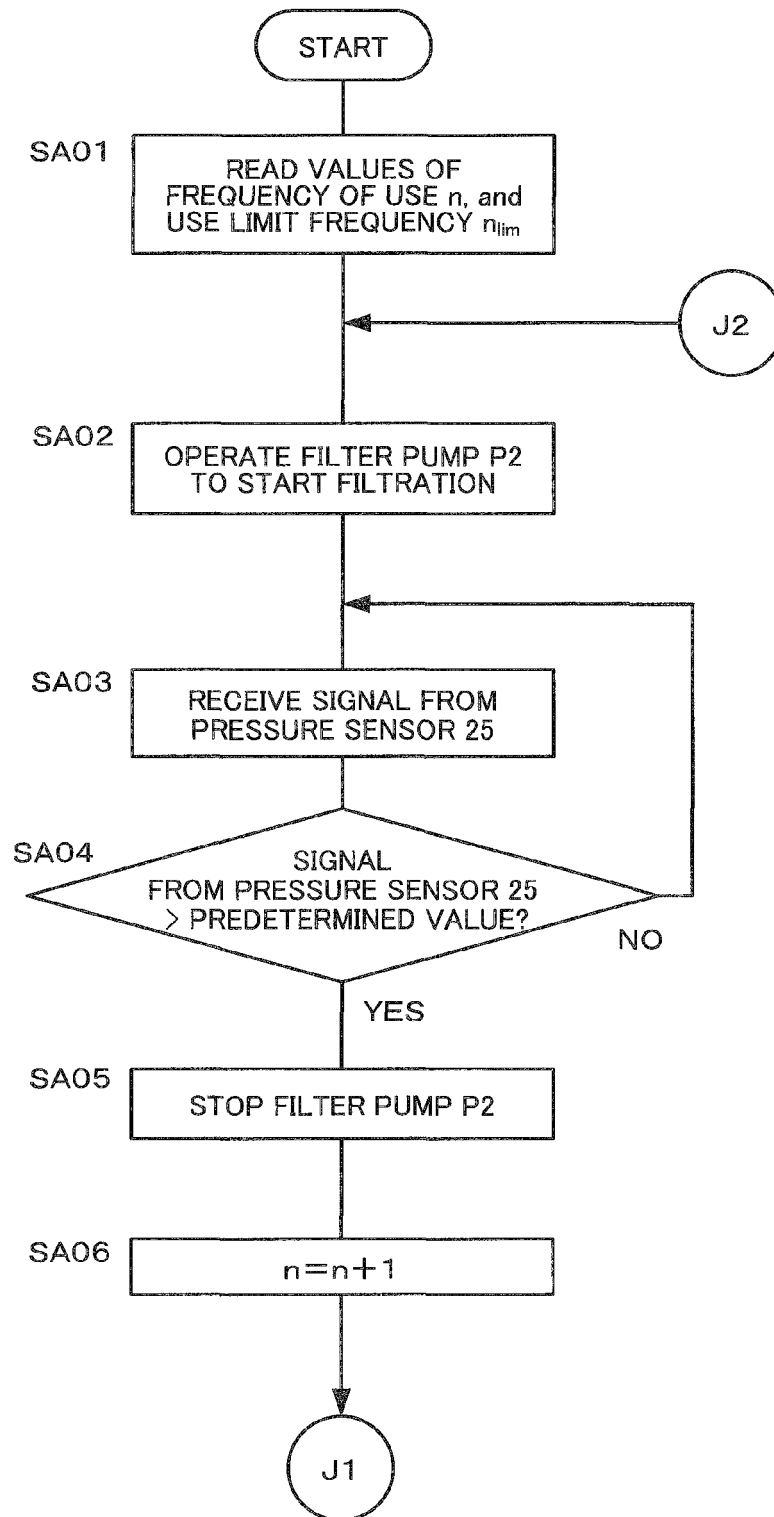 START
SA01
READ VALUES OF
FREQUENCY OF USE n, and
USE LIMIT FREQUENCY nlim
J2
SA02
OPERATE FILTER PUMP P2
TO START FILTRATION
SA03
RECEIVE SIGNAL FROM
PRESSURE SENSOR 25
SA04
SIGNAL
FROM PRESSURE SENSOR 25
> PREDETERMINED VALUE?
NO
YES
SA05
STOP FILTER PUMP P2
SA06
n=n+1
J1